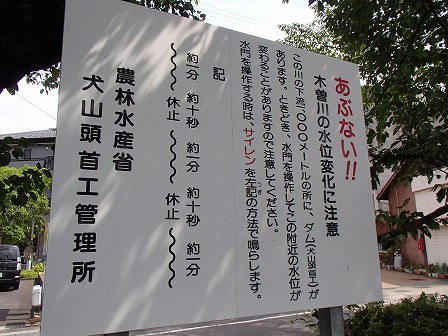 あぶない!!
木曽川の水位変化に注意
この川の下流1,000メートルの所に、ダム(犬山頭首工)が
あります。ときどき、水門を操作してこの附近の水位が
変わることがありますので注意してください。
水門を操作する時は、サイレンを左記の方法で鳴らします。
記
約一分 約十秒 約一分 約十秒 約一分
休止 休止
農林水産省
犬山頭首工管理所